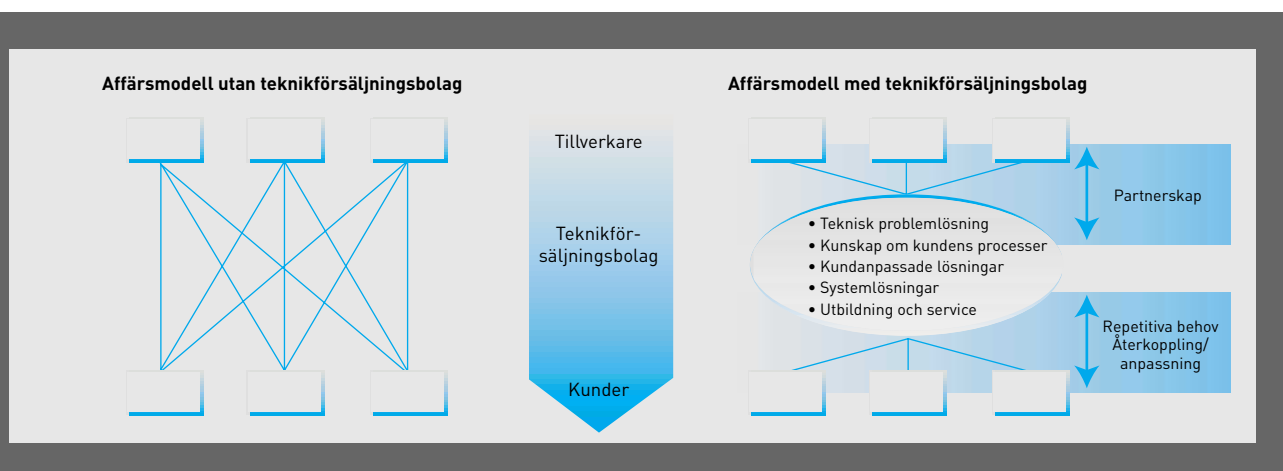 Affärsmodell utan teknikförsäljningsbolag
Tillverkare
Teknikför-
säljningsbolag
Kunder
Affärsmodell med teknikförsäljningsbolag
• Teknisk problemlösning
• Kunskap om kundens processer
• Kundanpassade lösningar
• Systemlösningar
• Utbildning och service
Partnerskap
Repetitiva behov
Återkoppling/
anpassning